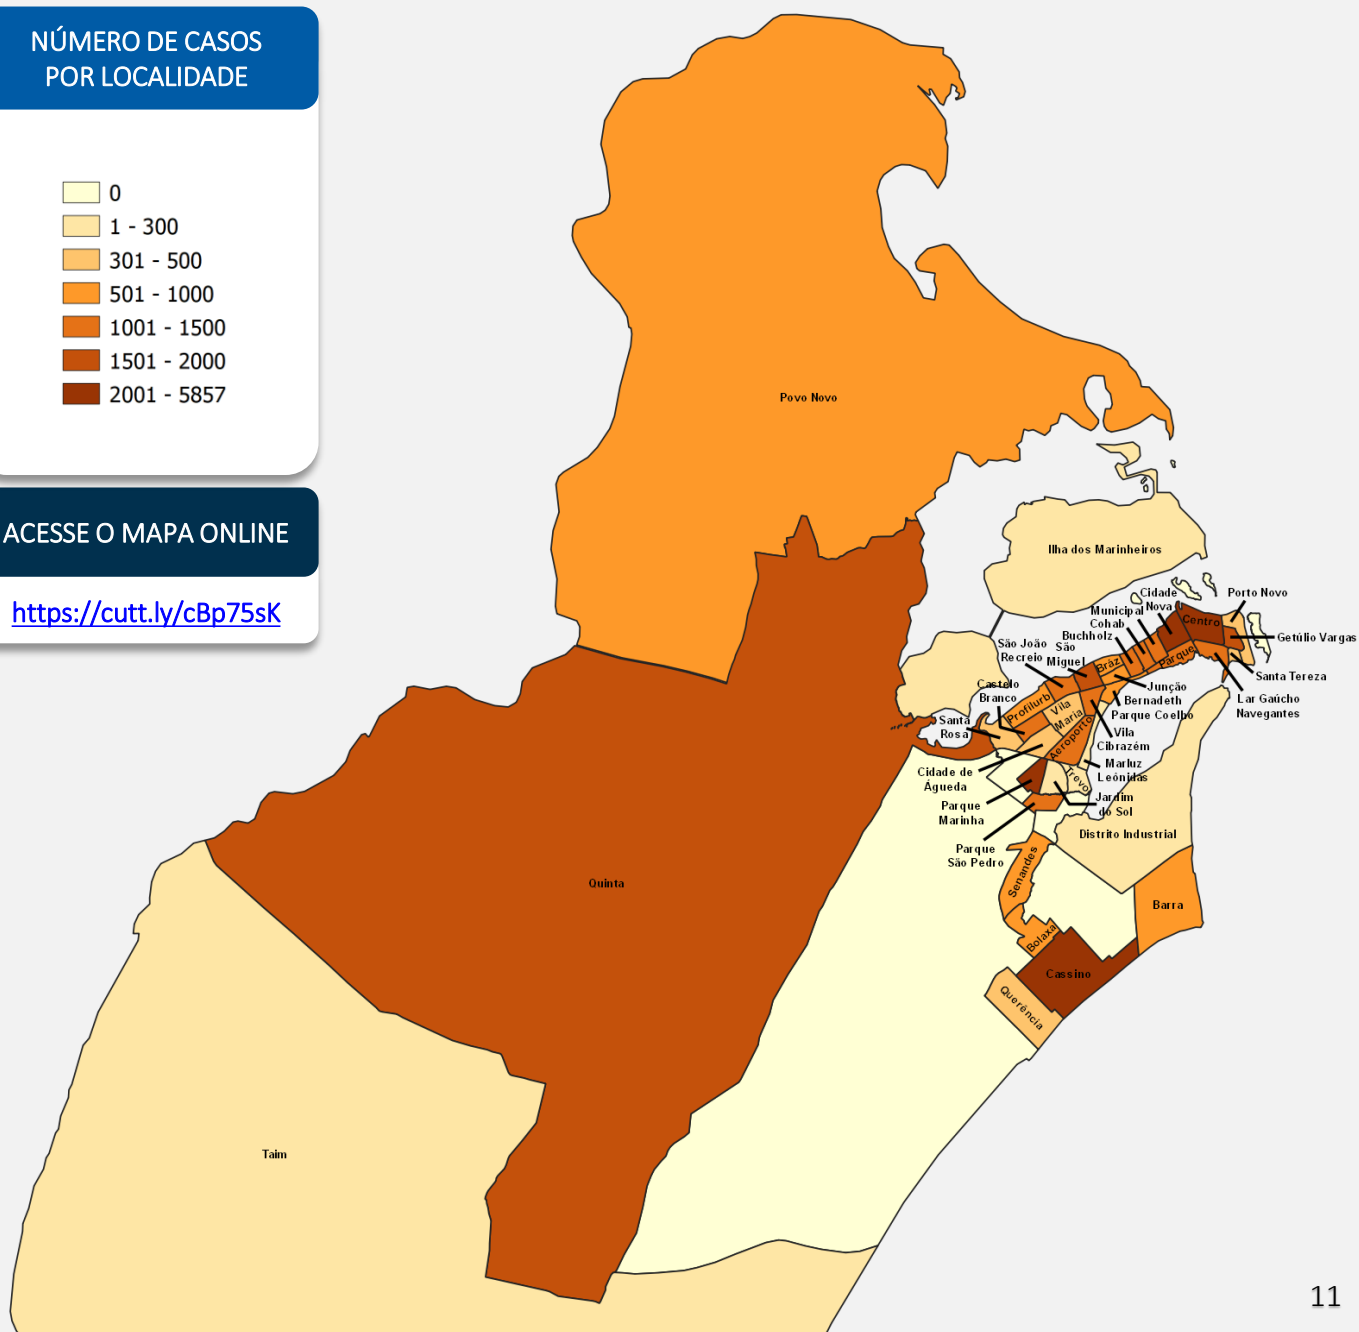 NÚMERO DE CASOS
POR LOCALIDADE
0
1 - 300
301 - 500
501 - 1000
1001 - 1500
1501 - 2000
2001 - 5857
ACESSE O MAPA ONLINE
https://cutt.ly/cBp75sK
Povo Novo
Ilha dos Marinheiros
Cidade
Nova
Porto Novo
Municipal
Cohab
Buchholz
Centro
Getúlio Vargas
São João
Recreio
São
Miguel
Bráz
Parque
Santa Tereza
Castelo
Branco
Junção
Bernadeth
Parque Coelho
Lar Gaúcho
Navegantes
Profilurb
Vila
Maria
Santa
Rosa
Aeroporto
Vila
Cibrazém
Marluz
Leônidas
Cidade de
Águeda
Trevo
Parque
Marinha
Jardim
do Sol
Distrito Industrial
Parque
São Pedro
Senandes
Quinta
Barra
Bolaxa
Cassino
Querência
Taim
11